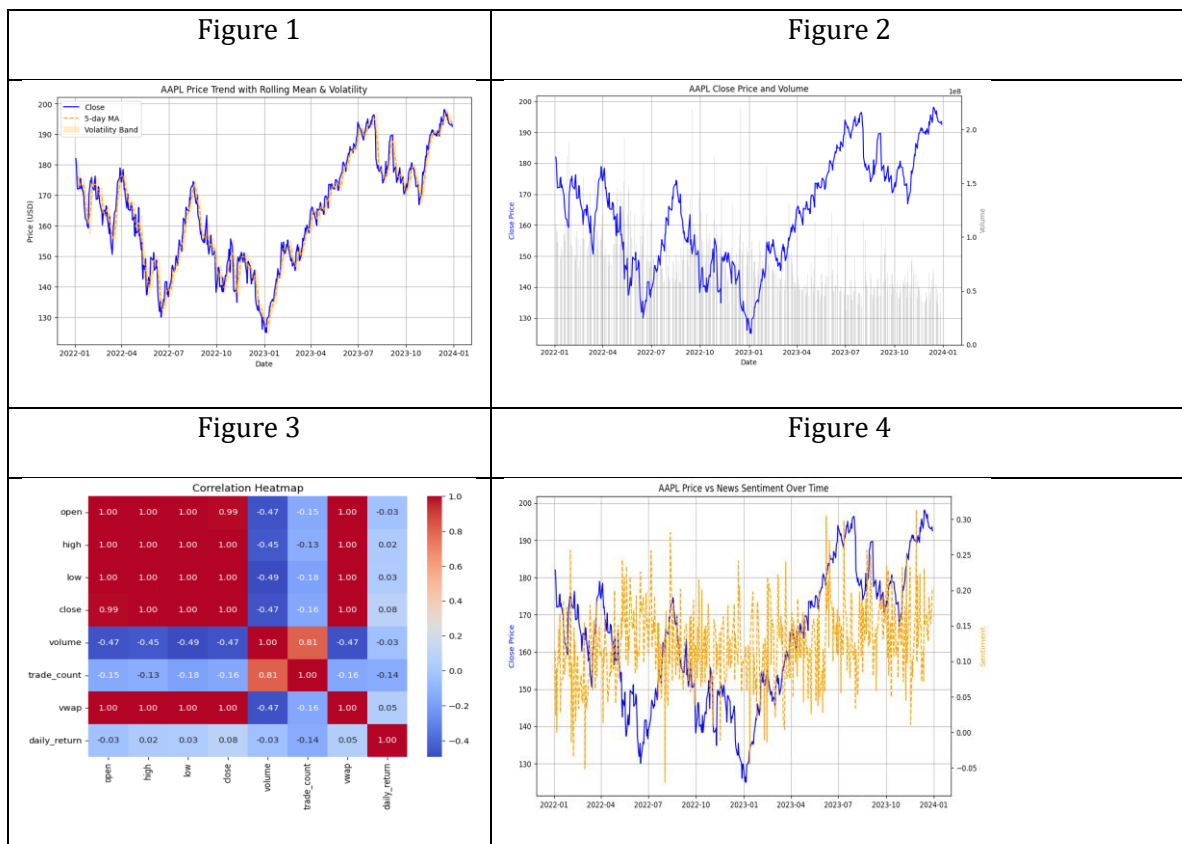 Figure 1
Figure 2
AAPL Price Trend with Rolling Mean & Volatility
Close
5-day MA
Volatility Band
Price (USD)
200
190
180
170
160
150
140
130
2022-01 2022-04 2022-07 2022-10 2023-01 2023-04 2023-07 2023-10 2024-01
Date
AAPL Close Price and Volume
1e8
Close Price
200
190
180
170
160
150
140
130
2.0
1.5
1.0
0.5
0.0
Volume
2022-01 2022-04 2022-07 2022-10 2023-01 2023-04 2023-07 2023-10 2024-01
Date
Figure 3
Figure 4
Correlation Heatmap
open 1.00 1.00 1.00 0.99 -0.47 -0.15 1.00 -0.03
high 1.00 1.00 1.00 1.00 -0.45 -0.13 1.00 0.02
low 1.00 1.00 1.00 1.00 -0.49 -0.18 1.00 0.03
close 0.99 1.00 1.00 1.00 -0.47 -0.16 1.00 0.08
volume -0.47 -0.45 -0.49 -0.47 1.00 0.81 -0.47 -0.03
trade_count -0.15 -0.13 -0.18 -0.16 0.81 1.00 -0.16 -0.14
vwap 1.00 1.00 1.00 1.00 -0.47 -0.16 1.00 0.05
daily_return -0.03 0.02 0.03 0.08 -0.03 -0.14 0.05 1.00
open high low close volume trade_count vwap daily_return
1.0
0.8
0.6
0.4
0.2
0.0
-0.2
-0.4
AAPL Price vs News Sentiment Over Time
Close Price
200
190
180
170
160
150
140
130
0.30
0.25
0.20
0.15
0.10
0.05
0.00
-0.05
Sentiment
2022-01 2022-04 2022-07 2022-10 2023-01 2023-04 2023-07 2023-10 2024-01